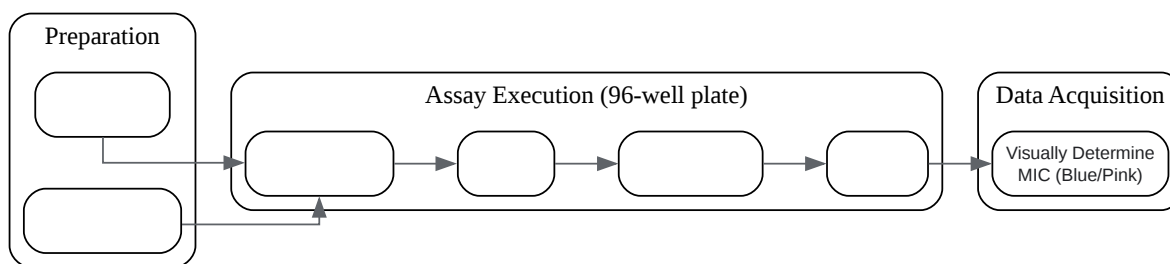 Preparation
Assay Execution (96-well plate)
Data Acquisition
Visually Determine
MIC (Blue/Pink)